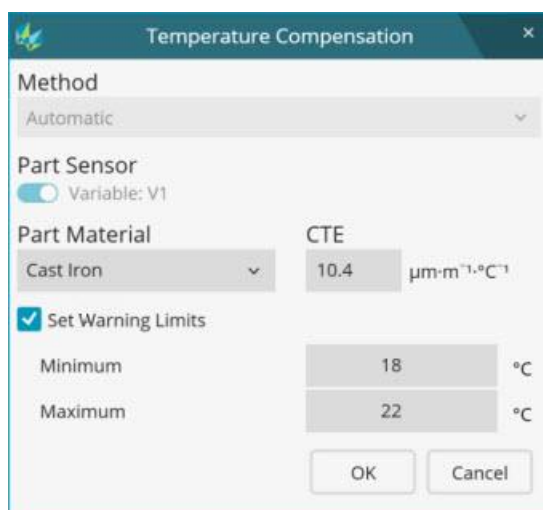 Temperature Compensation
Method
Automatic
Part Sensor
Variable: V1
Part Material CTE
Cast Iron 10.4 µm·m⁻¹·°C⁻¹
Set Warning Limits
Minimum 18 °C
Maximum 22 °C
OK Cancel